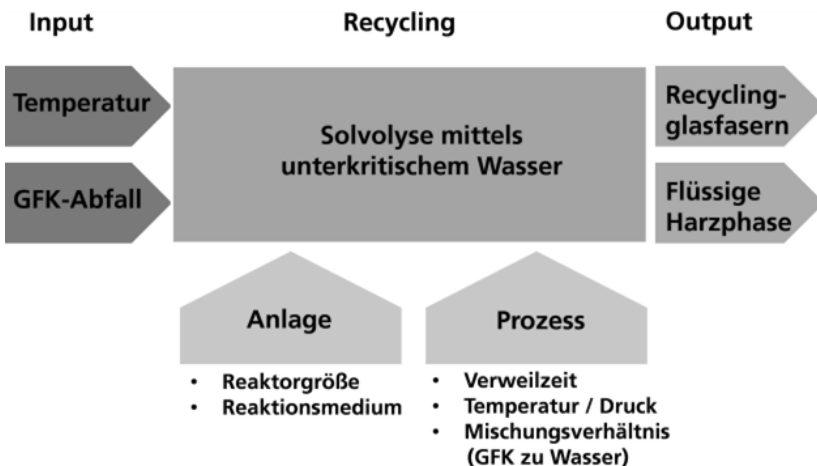 Input
Recycling
Output
Temperatur
GFK-Abfall
Solvolyse mittels
unterkritischem Wasser
Recycling-
glasfasern
Flüssige
Harzphase
Anlage
• Reaktorgröße
• Reaktionsmedium
Prozess
• Verweilzeit
• Temperatur / Druck
• Mischungsverhältnis
(GFK zu Wasser)